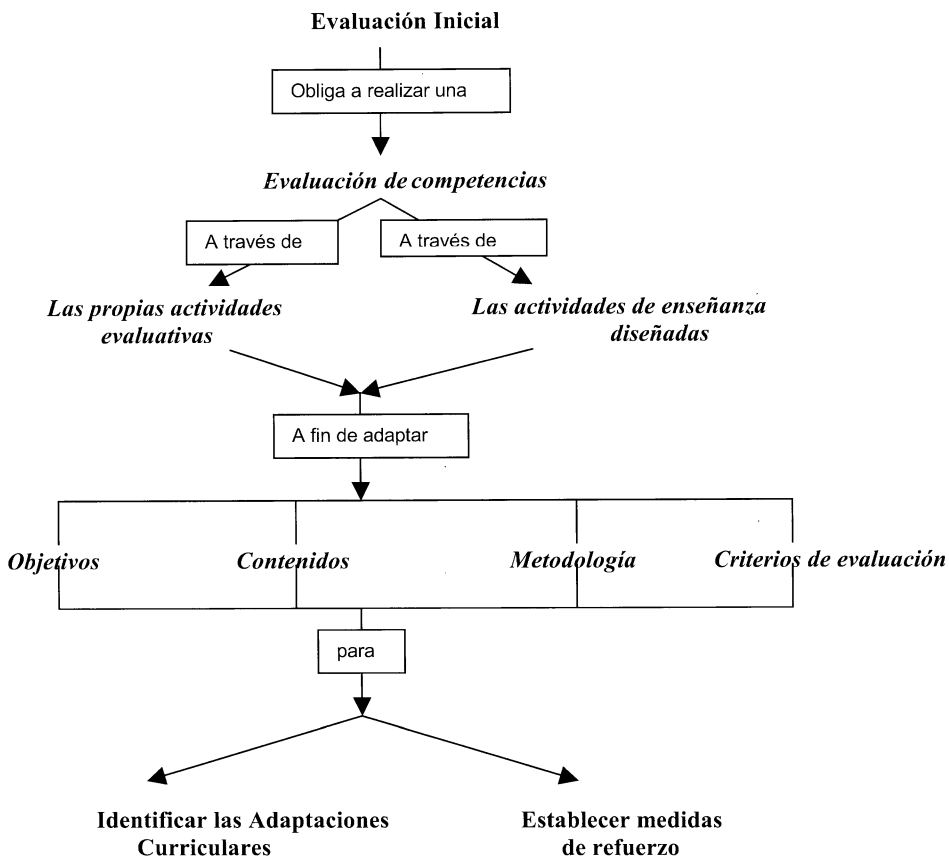 Evaluación Inicial
Obliga a realizar una
Evaluación de competencias
A través de
A través de
Las propias actividades
evaluativas
Las actividades de enseñanza
diseñadas
A fin de adaptar
Objetivos
Contenidos
Metodología
Criterios de evaluación
para
Identificar las Adaptaciones
Curriculares
Establecer medidas
de refuerzo